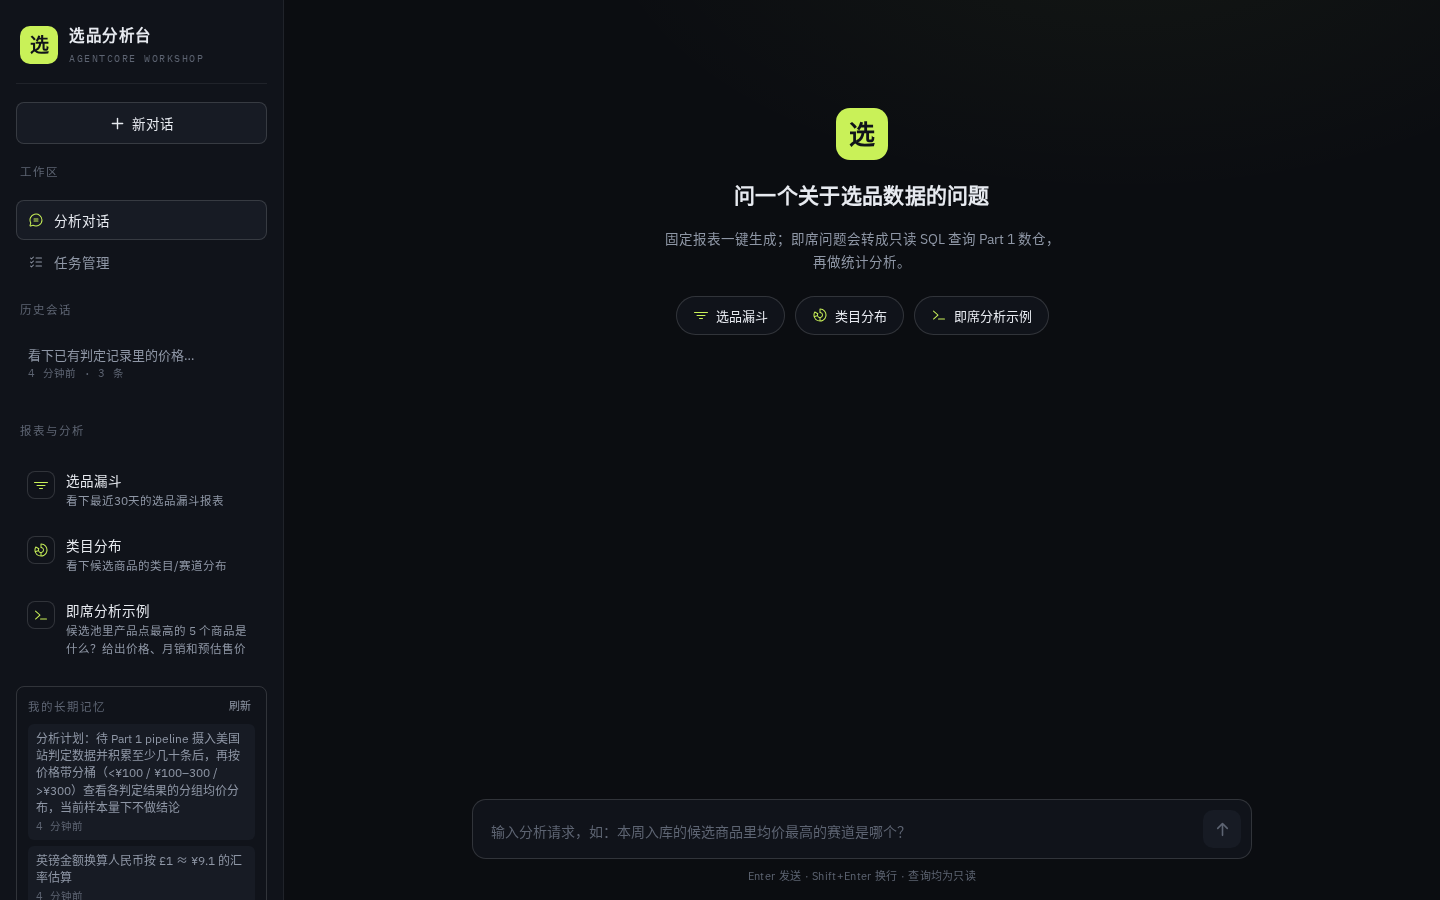 选
选品分析台
AGENTCORE WORKSHOP
+ 新对话
工作区
分析对话
任务管理
历史会话
看下已有判定记录里的价格...
4 分钟前 · 3 条
报表与分析
选品漏斗
看下最近30天的选品漏斗报表
类目分布
看下候选商品的类目/赛道分布
即席分析示例
候选池里产品点最高的 5 个商品是
什么？给出价格、月销和预估售价
我的长期记忆
刷新
分析计划：待 Part 1 pipeline 摄入美国
站判定数据并积累至少几十条后，再按
价格带分桶（<¥100 / ¥100–300 /
>¥300）查看各判定结果的分组均价分
布，当前样本量下不做结论
4 分钟前
英镑金额换算人民币按 £1 ≈ ¥9.1 的汇
率估算
4 分钟前
选
问一个关于选品数据的问题
固定报表一键生成；即席问题会转成只读 SQL 查询 Part 1 数仓，
再做统计分析。
选品漏斗
类目分布
即席分析示例
输入分析请求，如：本周入库的候选商品里均价最高的赛道是哪个？
Enter 发送 · Shift+Enter 换行 · 查询均为只读